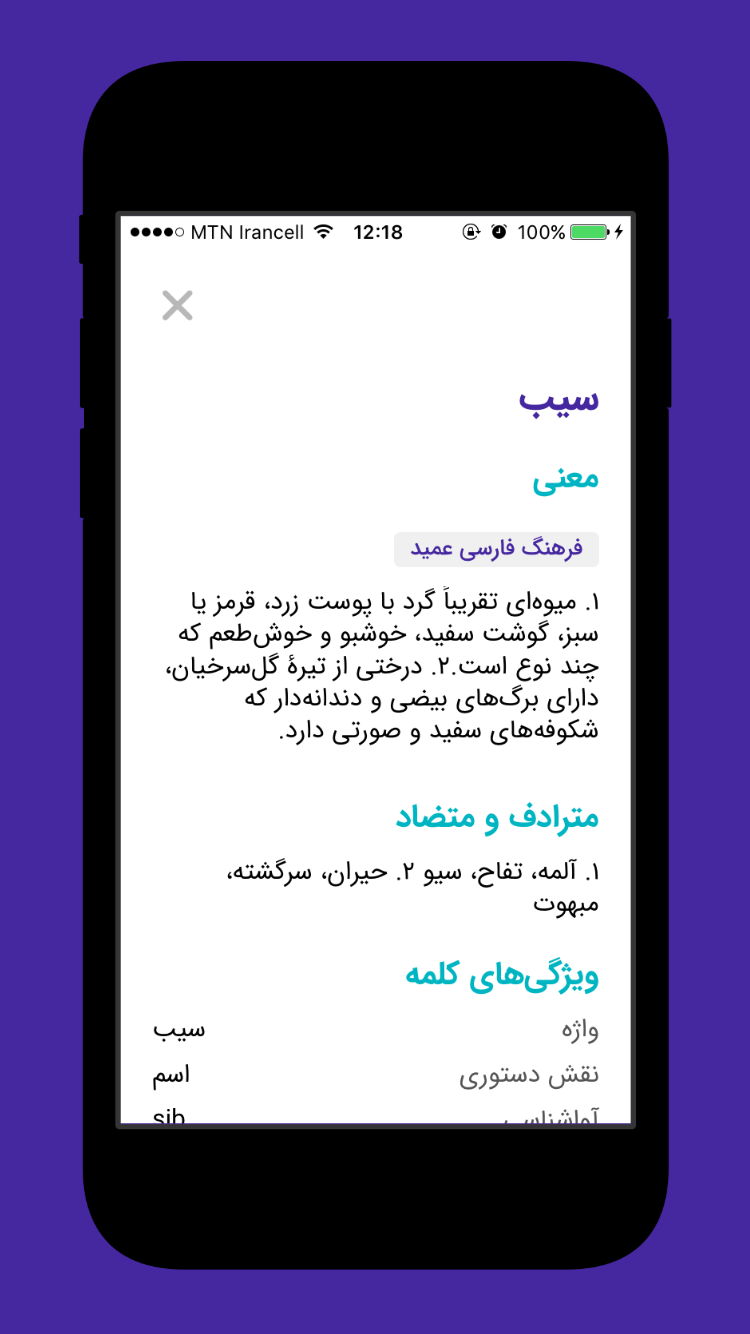 MTN Irancell 12:18 100%
سیب
معنی
فرهنگ فارسی عمید
۱. میوه‌ای تقریباً گرد با پوست زرد، قرمز یا
سبز، گوشت سفید، خوشبو و خوش‌طعم که
چند نوع است.۲. درختی از تیرهٔ گل‌سرخیان،
دارای برگ‌های بیضی و دندانه‌دار که
شکوفه‌های سفید و صورتی دارد.
مترادف و متضاد
۱. آلمه، تفاح، سیو ۲. حیران، سرگشته،
مبهوت
ویژگی‌های کلمه
واژه سیب
نقش دستوری اسم
آواشناسی sib